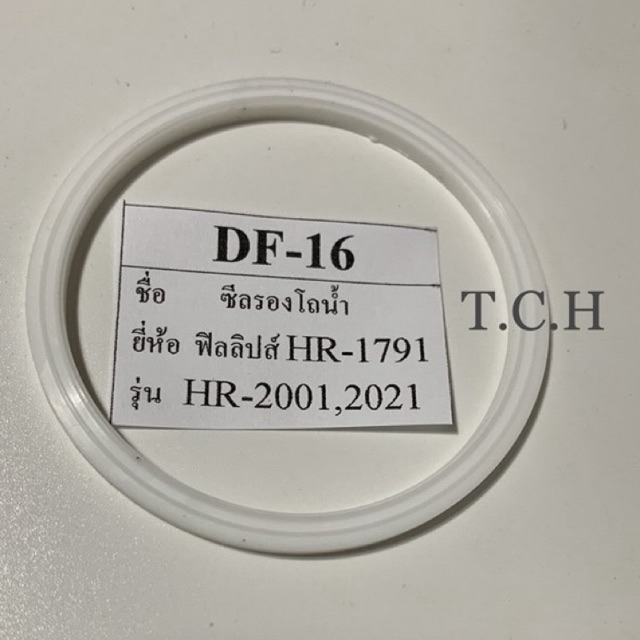 DF-16
ชื่อ ซีลรองโถน้ำ
ยี่ห้อ ฟิลลิปส์ HR-1791
รุ่น HR-2001,2021
T.C.H